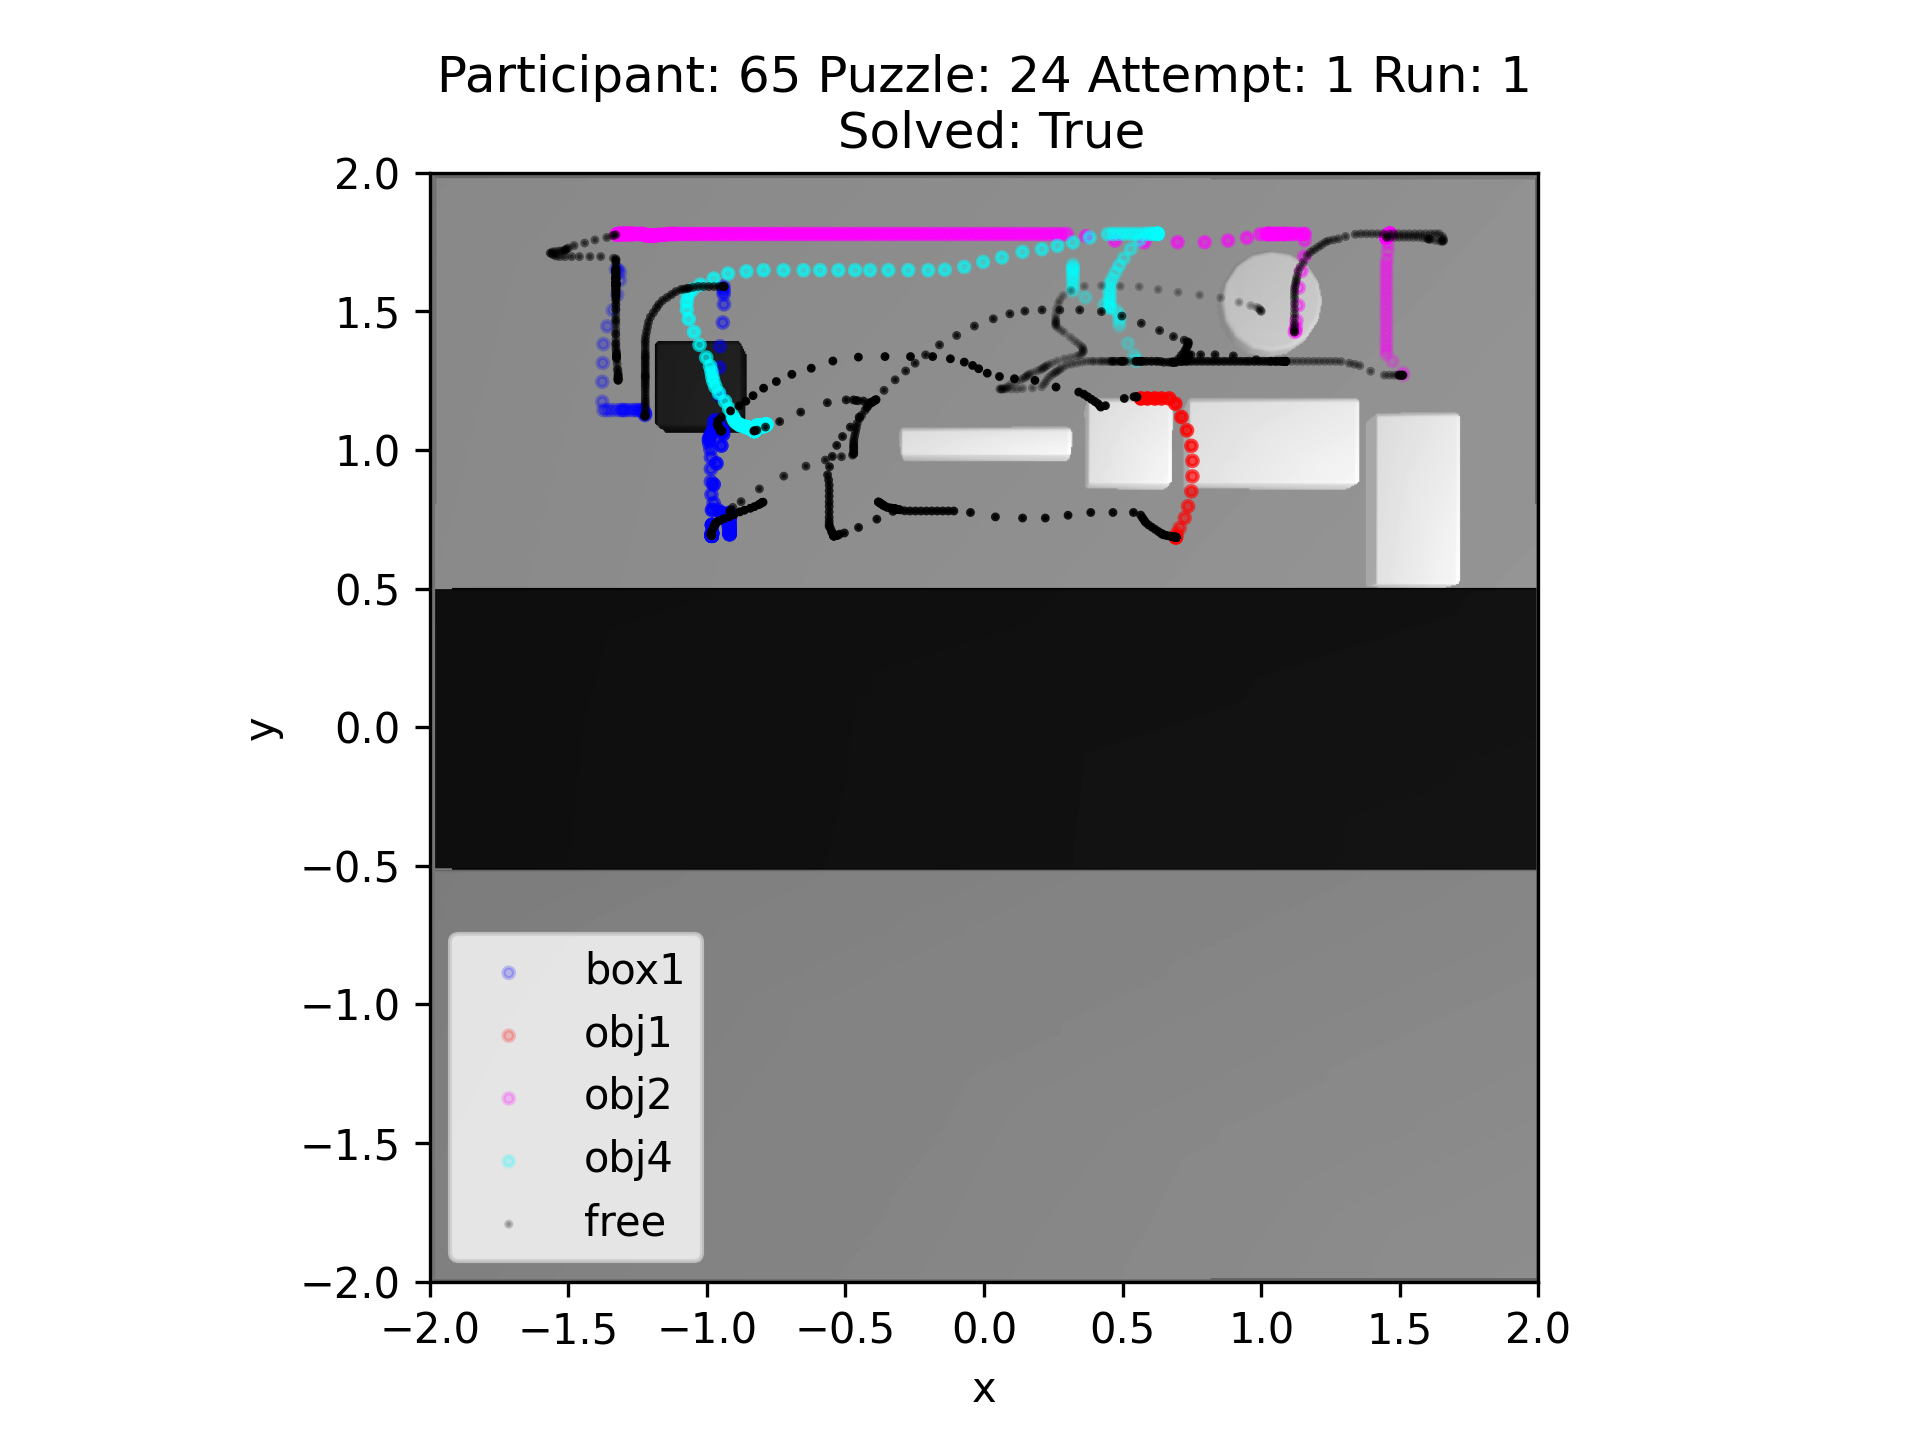 Participant: 65 Puzzle: 24 Attempt: 1 Run: 1
Solved: True
2.0
1.5
1.0
0.5
0.0
−0.5
−1.0
−1.5
−2.0
y
box1
obj1
obj2
obj4
free
−2.0 −1.5 −1.0 −0.5 0.0 0.5 1.0 1.5 2.0
x